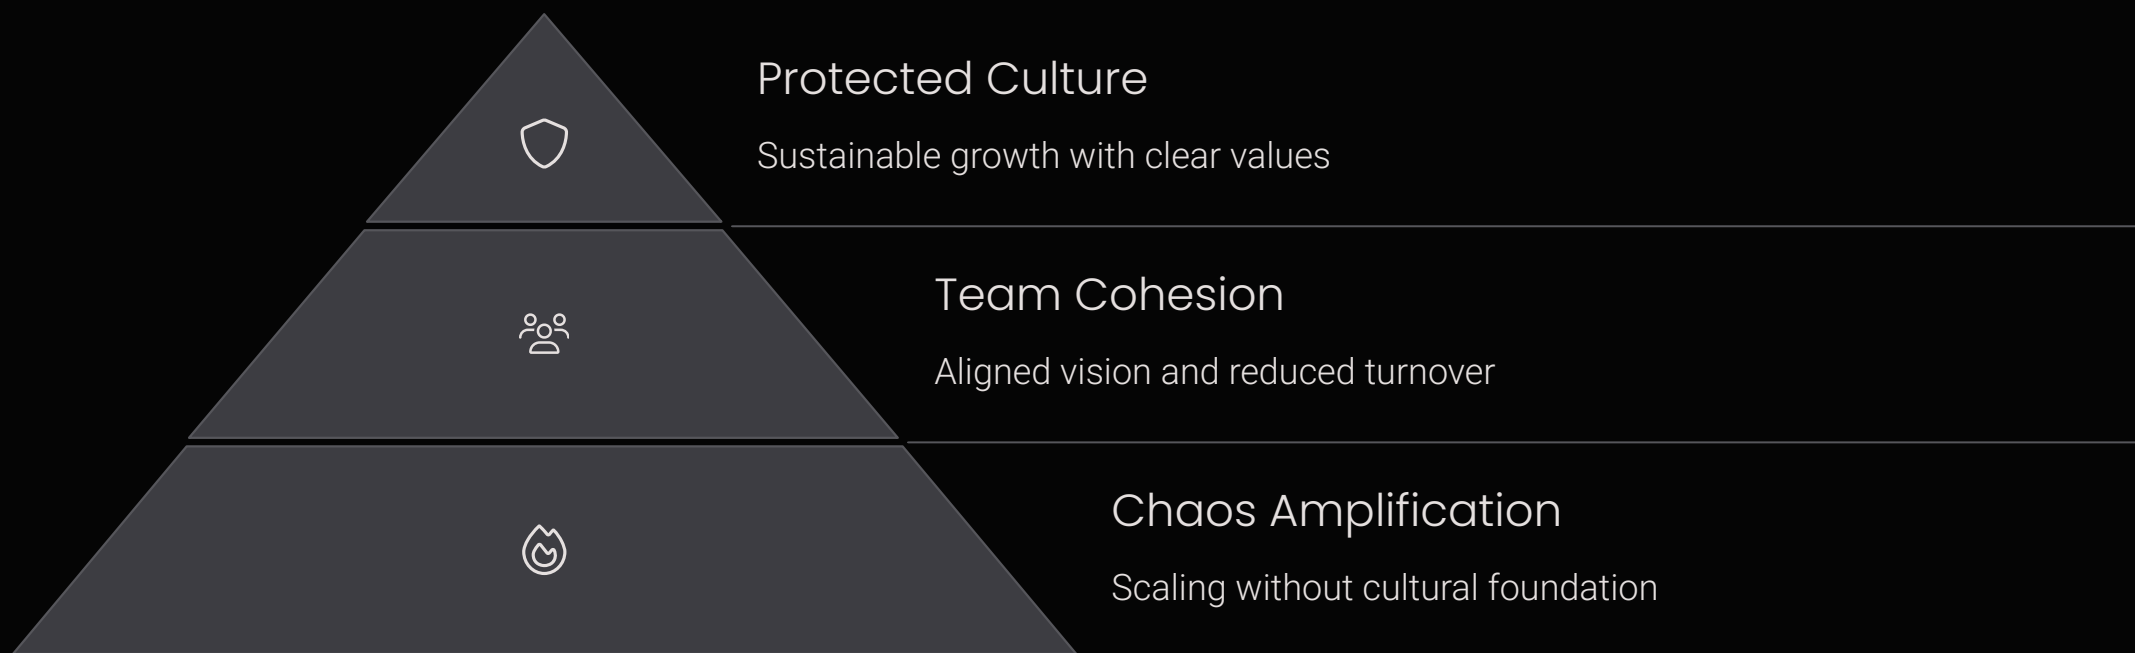 Protected Culture
Sustainable growth with clear values
Team Cohesion
Aligned vision and reduced turnover
Chaos Amplification
Scaling without cultural foundation